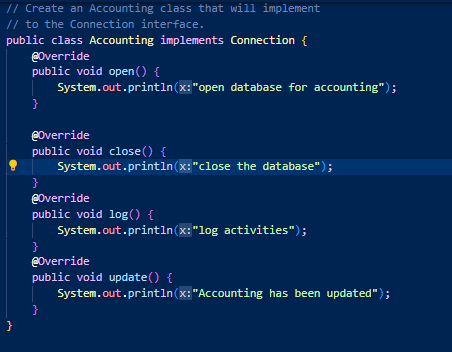 // Create an Accounting class that will implement
// to the Connection interface.
public class Accounting implements Connection {
    @Override
    public void open() {
        System.out.println(x:"open database for accounting");
    }

    @Override
    public void close() {
        System.out.println(x:"close the database");
    }
    @Override
    public void log() {
        System.out.println(x:"log activities");
    }
    @Override
    public void update() {
        System.out.println(x:"Accounting has been updated");
    }
}